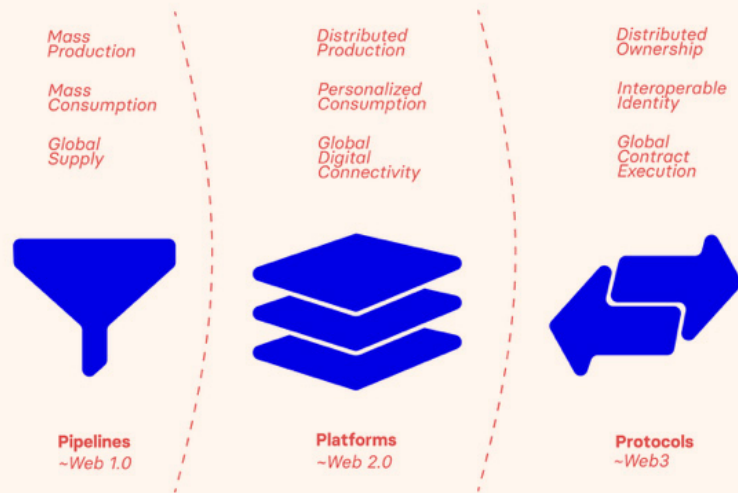 Mass
Production
Mass
Consumption
Global
Supply
Pipelines
~Web 1.0
Distributed
Production
Personalized
Consumption
Global
Digital
Connectivity
Platforms
~Web 2.0
Distributed
Ownership
Interoperable
Identity
Global
Contract
Execution
Protocols
~Web3